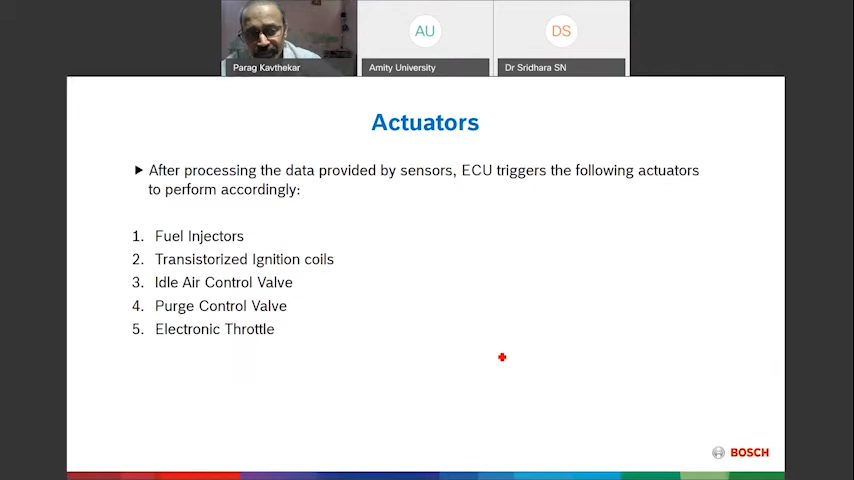 AU
DS
Parag Kavthekar
Amity University
Dr Sridhara SN
Actuators
After processing the data provided by sensors, ECU triggers the following actuators
to perform accordingly:
1. Fuel Injectors
2. Transistorized Ignition coils
3. Idle Air Control Valve
4. Purge Control Valve
5. Electronic Throttle
BOSCH